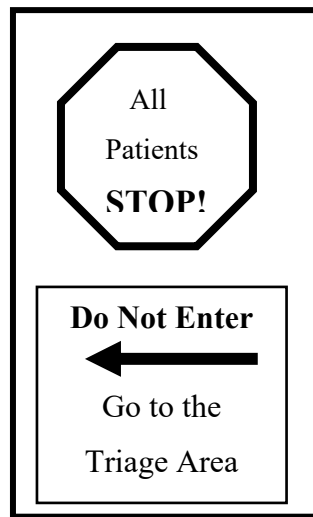 All
Patients
STOP!
Do Not Enter
Go to the
Triage Area